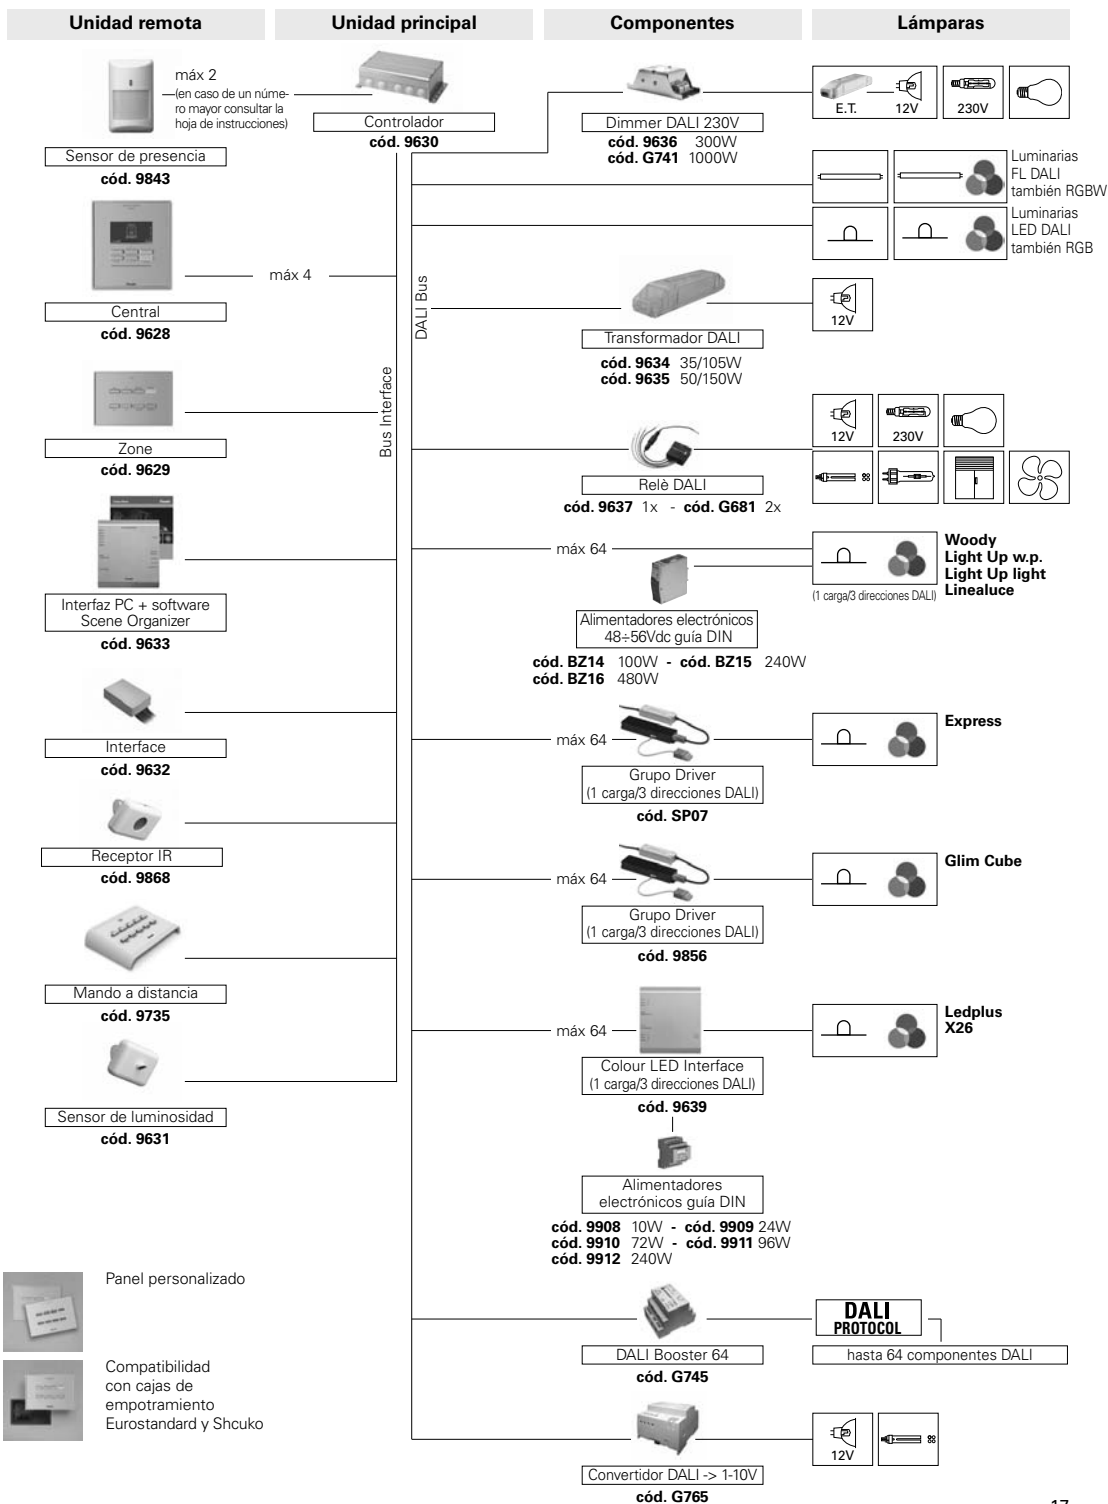 Unidad remota
Unidad principal
Componentes
Lámparas
máx 2
(en caso de un núme-
ro mayor consultar la
hoja de instrucciones)
Sensor de presencia
cód. 9843
Controlador
cód. 9630
Dimmer DALI 230V
cód. 9636 300W
cód. G741 1000W
E.T.
12V
230V
Luminarias
FL DALI
también RGBW
Luminarias
LED DALI
también RGB
máx 4
Central
cód. 9628
DALI Bus
Bus Interface
Transformador DALI
cód. 9634 35/105W
cód. 9635 50/150W
12V
Zone
cód. 9629
Relè DALI
cód. 9637 1x - cód. G681 2x
12V
230V
Interfaz PC + software
Scene Organizer
cód. 9633
máx 64
Alimentadores electrónicos
48÷56Vdc guía DIN
cód. BZ14 100W - cód. BZ15 240W
cód. BZ16 480W
(1 carga/3 direcciones DALI)
Woody
Light Up w.p.
Light Up light
Linealuce
Interface
cód. 9632
máx 64
Grupo Driver
(1 carga/3 direcciones DALI)
cód. SP07
Express
Receptor IR
cód. 9868
máx 64
Grupo Driver
(1 carga/3 direcciones DALI)
cód. 9856
Glim Cube
Mando a distancia
cód. 9735
máx 64
Colour LED Interface
(1 carga/3 direcciones DALI)
cód. 9639
Ledplus
X26
Sensor de luminosidad
cód. 9631
Alimentadores
electrónicos guía DIN
cód. 9908 10W - cód. 9909 24W
cód. 9910 72W - cód. 9911 96W
cód. 9912 240W
Panel personalizado
Compatibilidad
con cajas de
empotramiento
Eurostandard y Shcuko
DALI Booster 64
cód. G745
DALI
PROTOCOL
hasta 64 componentes DALI
Convertidor DALI -> 1-10V
cód. G765
12V